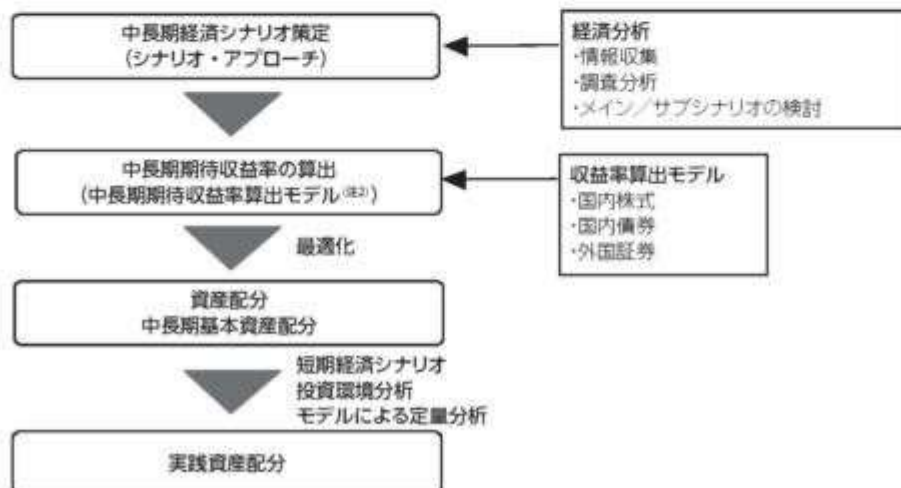 中長期経済シナリオ策定
(シナリオ・アプローチ)
経済分析
・情報収集
・調査分析
・メイン/サブシナリオの検討
中長期期待収益率の算出
(中長期期待収益率算出モデル(注2))
収益率算出モデル
・国内株式
・国内債券
・外国証券
最適化
資産配分
中長期基本資産配分
短期経済シナリオ
投資環境分析
モデルによる定量分析
実践資産配分